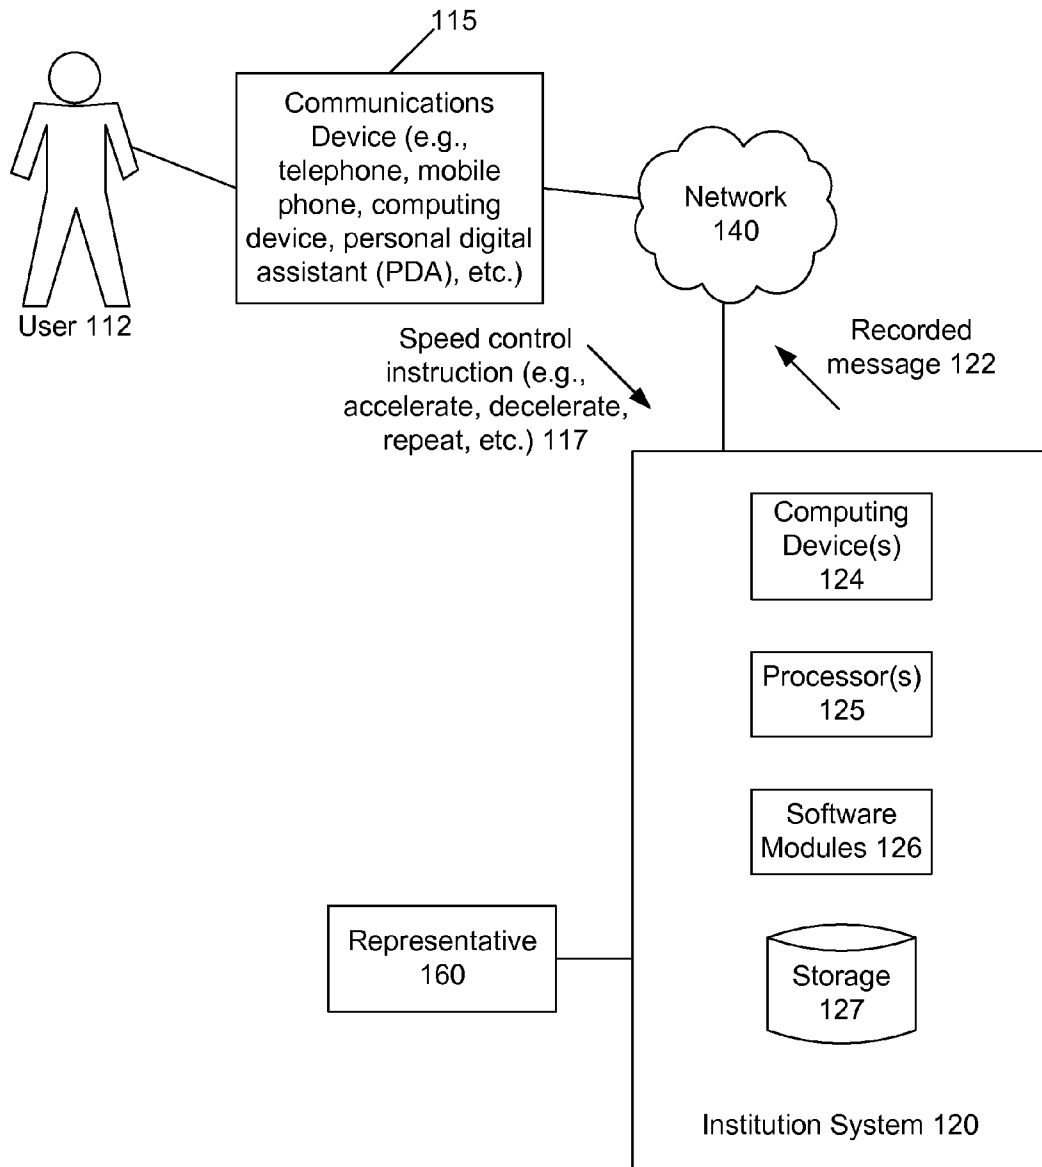 115
Communications
Device (e.g.,
telephone, mobile
phone, computing
device, personal digital
assistant (PDA), etc.)
Network
140
User 112
Speed control
instruction (e.g.,
accelerate, decelerate,
repeat, etc.) 117
Recorded
message 122
Computing
Device(s)
124
Processor(s)
125
Software
Modules 126
Representative
160
Storage
127
Institution System 120